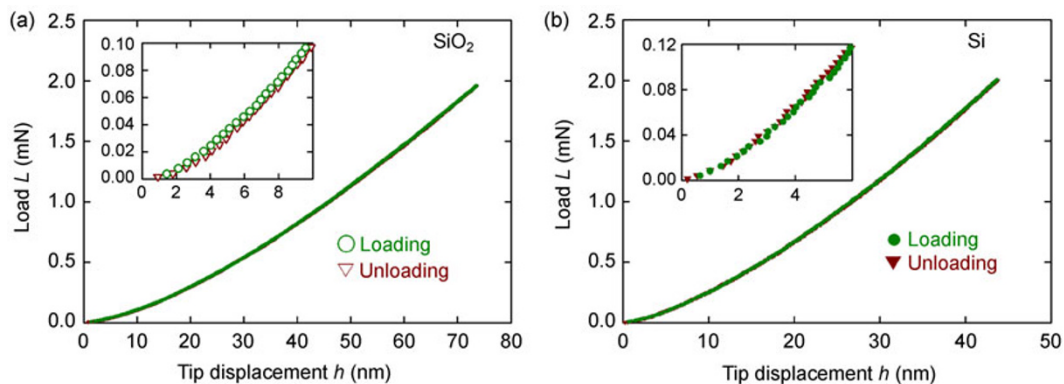 (a)
SiO₂
2.5
2.0
1.5
1.0
0.5
0.0
Load L (mN)
0.10
0.08
0.06
0.04
0.02
0.00
0 2 4 6 8
Loading
Unloading
0 10 20 30 40 50 60 70 80
Tip displacement h (nm)
(b)
Si
2.5
2.0
1.5
1.0
0.5
0.0
Load L (mN)
0.12
0.08
0.04
0.00
0 2 4
Loading
Unloading
0 10 20 30 40 50
Tip displacement h (nm)